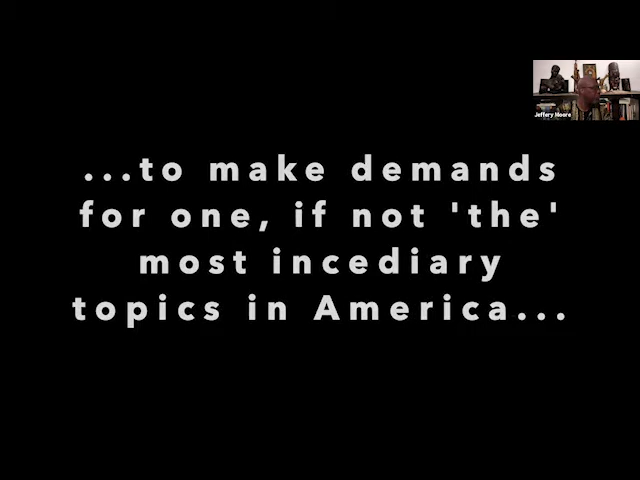 Jeffery Moore
...to make demands
for one, if not 'the'
most incediary
topics in America...